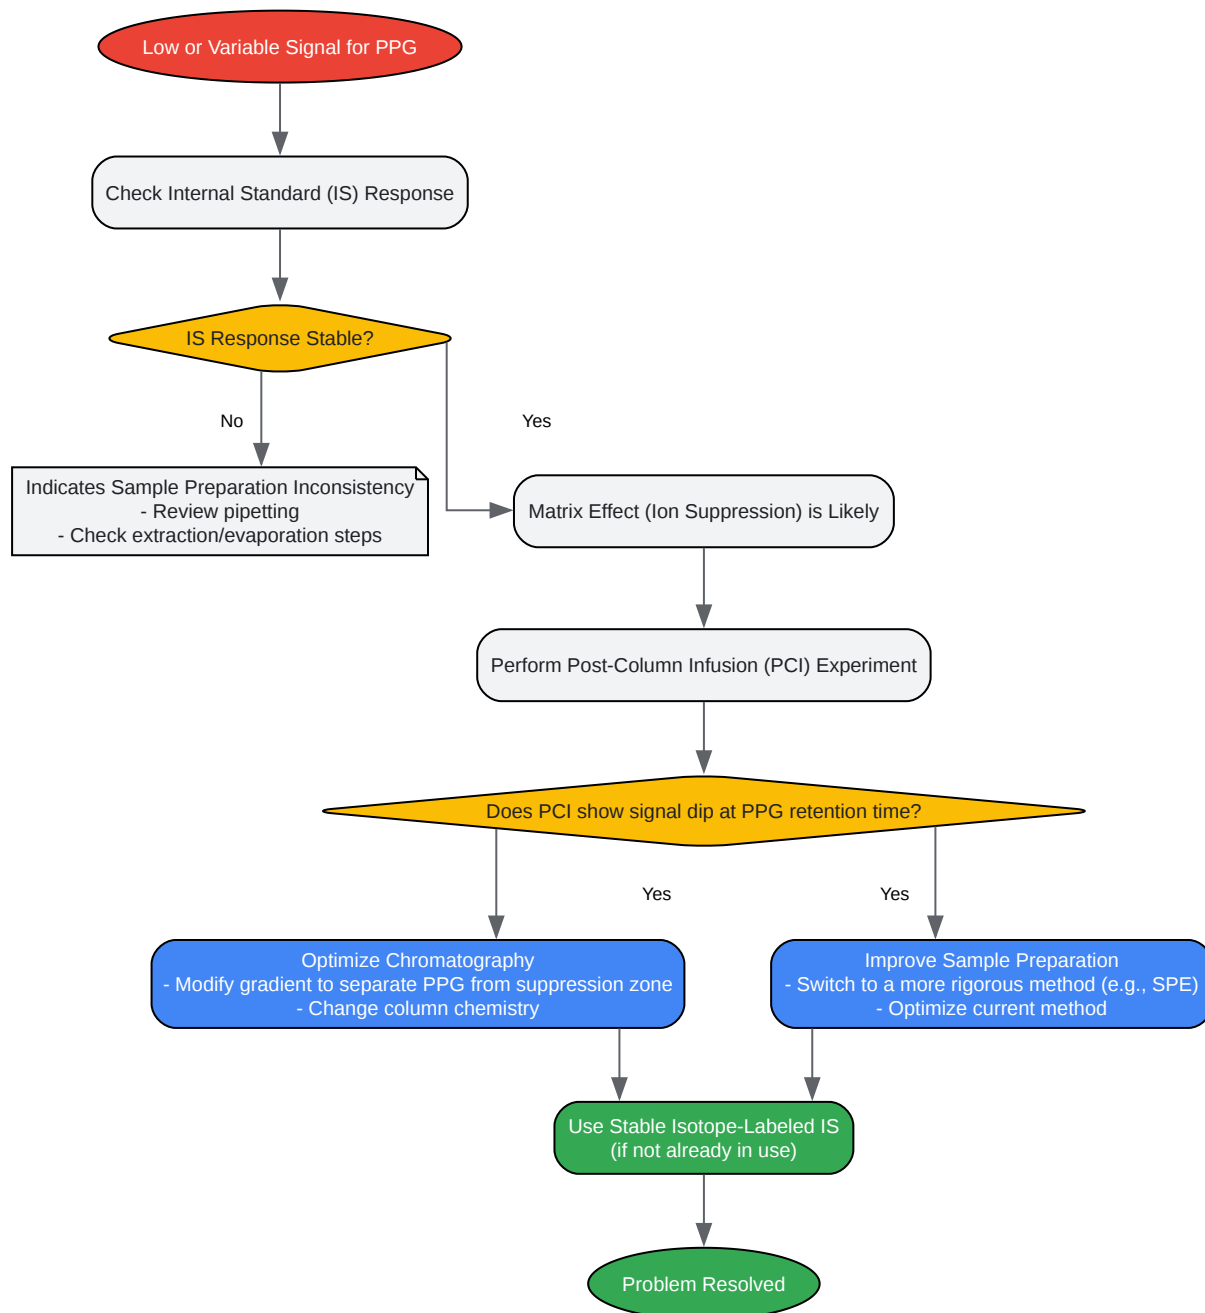 Low or Variable Signal for PPG
Check Internal Standard (IS) Response
IS Response Stable?
No
Yes
Indicates Sample Preparation Inconsistency
- Review pipetting
- Check extraction/evaporation steps
Matrix Effect (Ion Suppression) is Likely
Perform Post-Column Infusion (PCI) Experiment
Does PCI show signal dip at PPG retention time?
Yes
Yes
Optimize Chromatography
- Modify gradient to separate PPG from suppression zone
- Change column chemistry
Improve Sample Preparation
- Switch to a more rigorous method (e.g., SPE)
- Optimize current method
Use Stable Isotope-Labeled IS
(if not already in use)
Problem Resolved